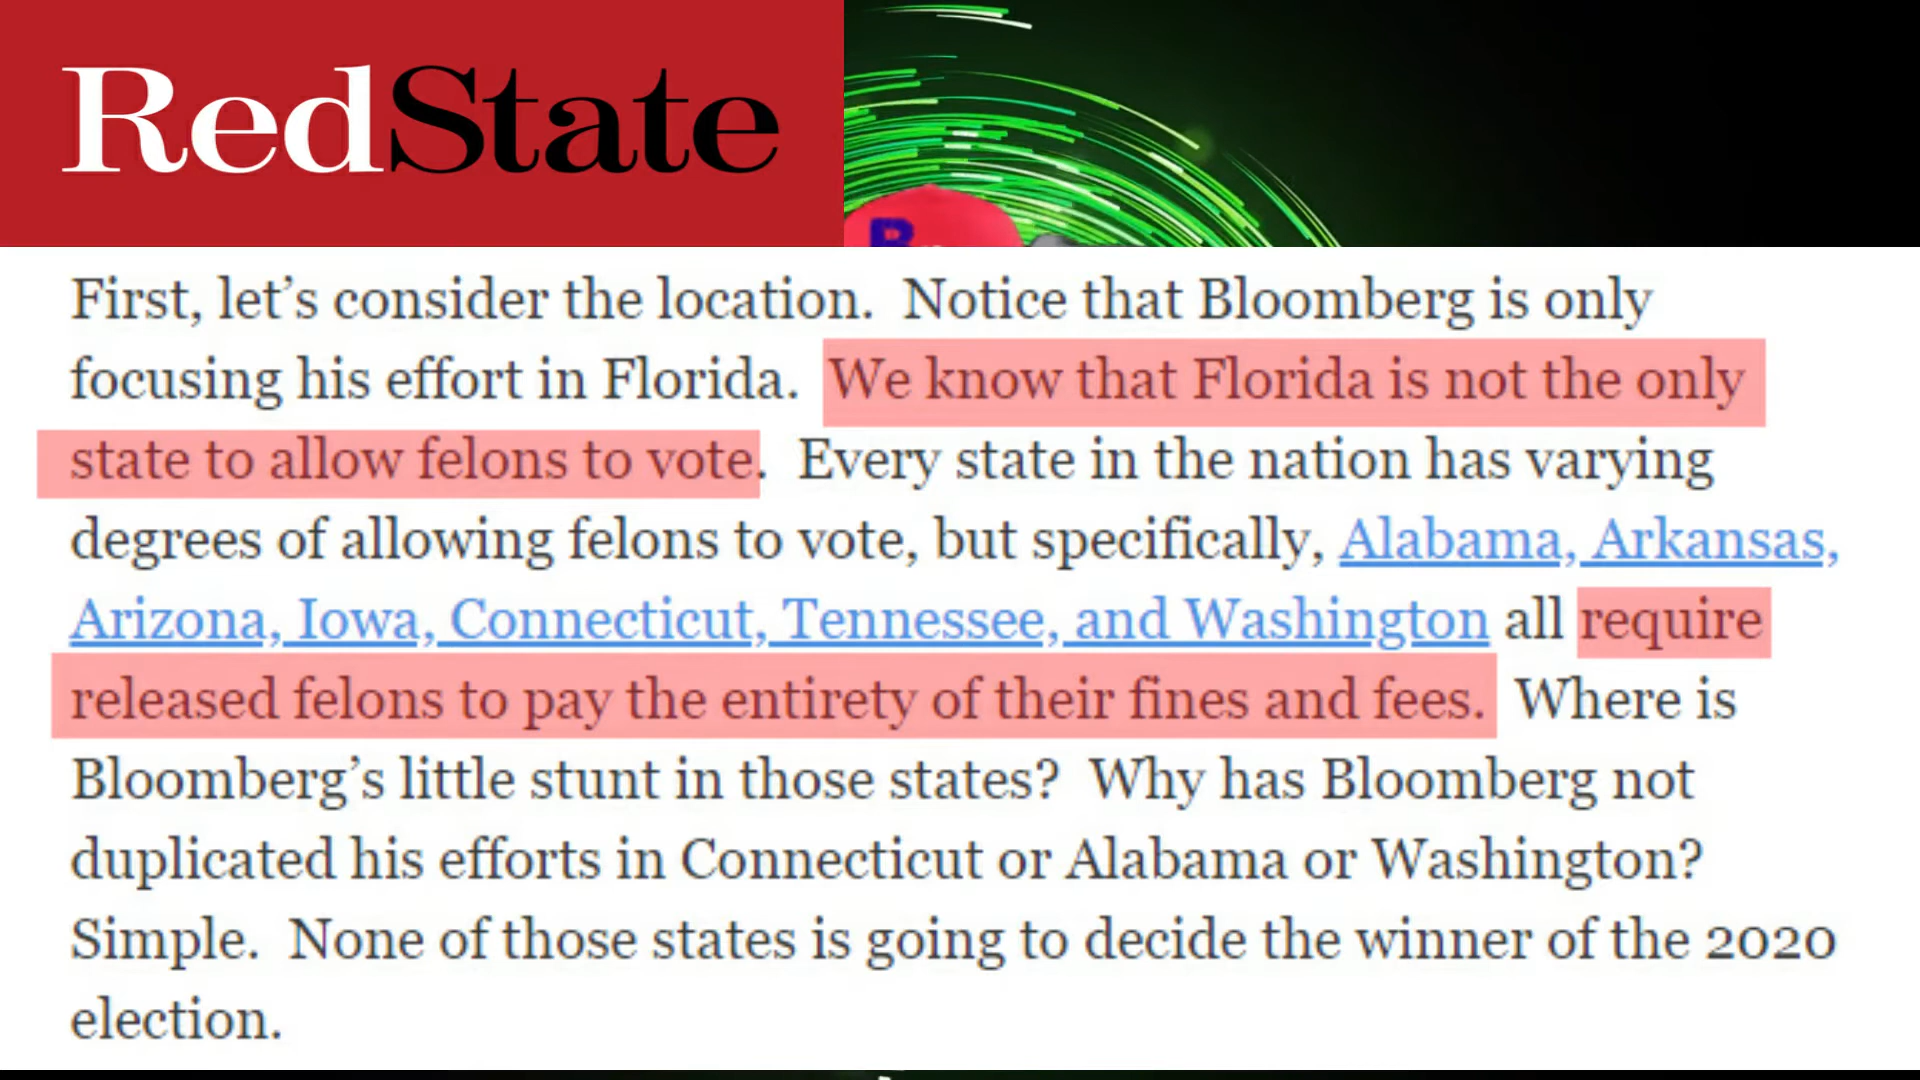 RedState
B
First, let’s consider the location.  Notice that Bloomberg is only
focusing his effort in Florida.  We know that Florida is not the only
state to allow felons to vote.  Every state in the nation has varying
degrees of allowing felons to vote, but specifically, Alabama, Arkansas,
Arizona, Iowa, Connecticut, Tennessee, and Washington all require
released felons to pay the entirety of their fines and fees.  Where is
Bloomberg’s little stunt in those states?  Why has Bloomberg not
duplicated his efforts in Connecticut or Alabama or Washington?
Simple.  None of those states is going to decide the winner of the 2020
election.